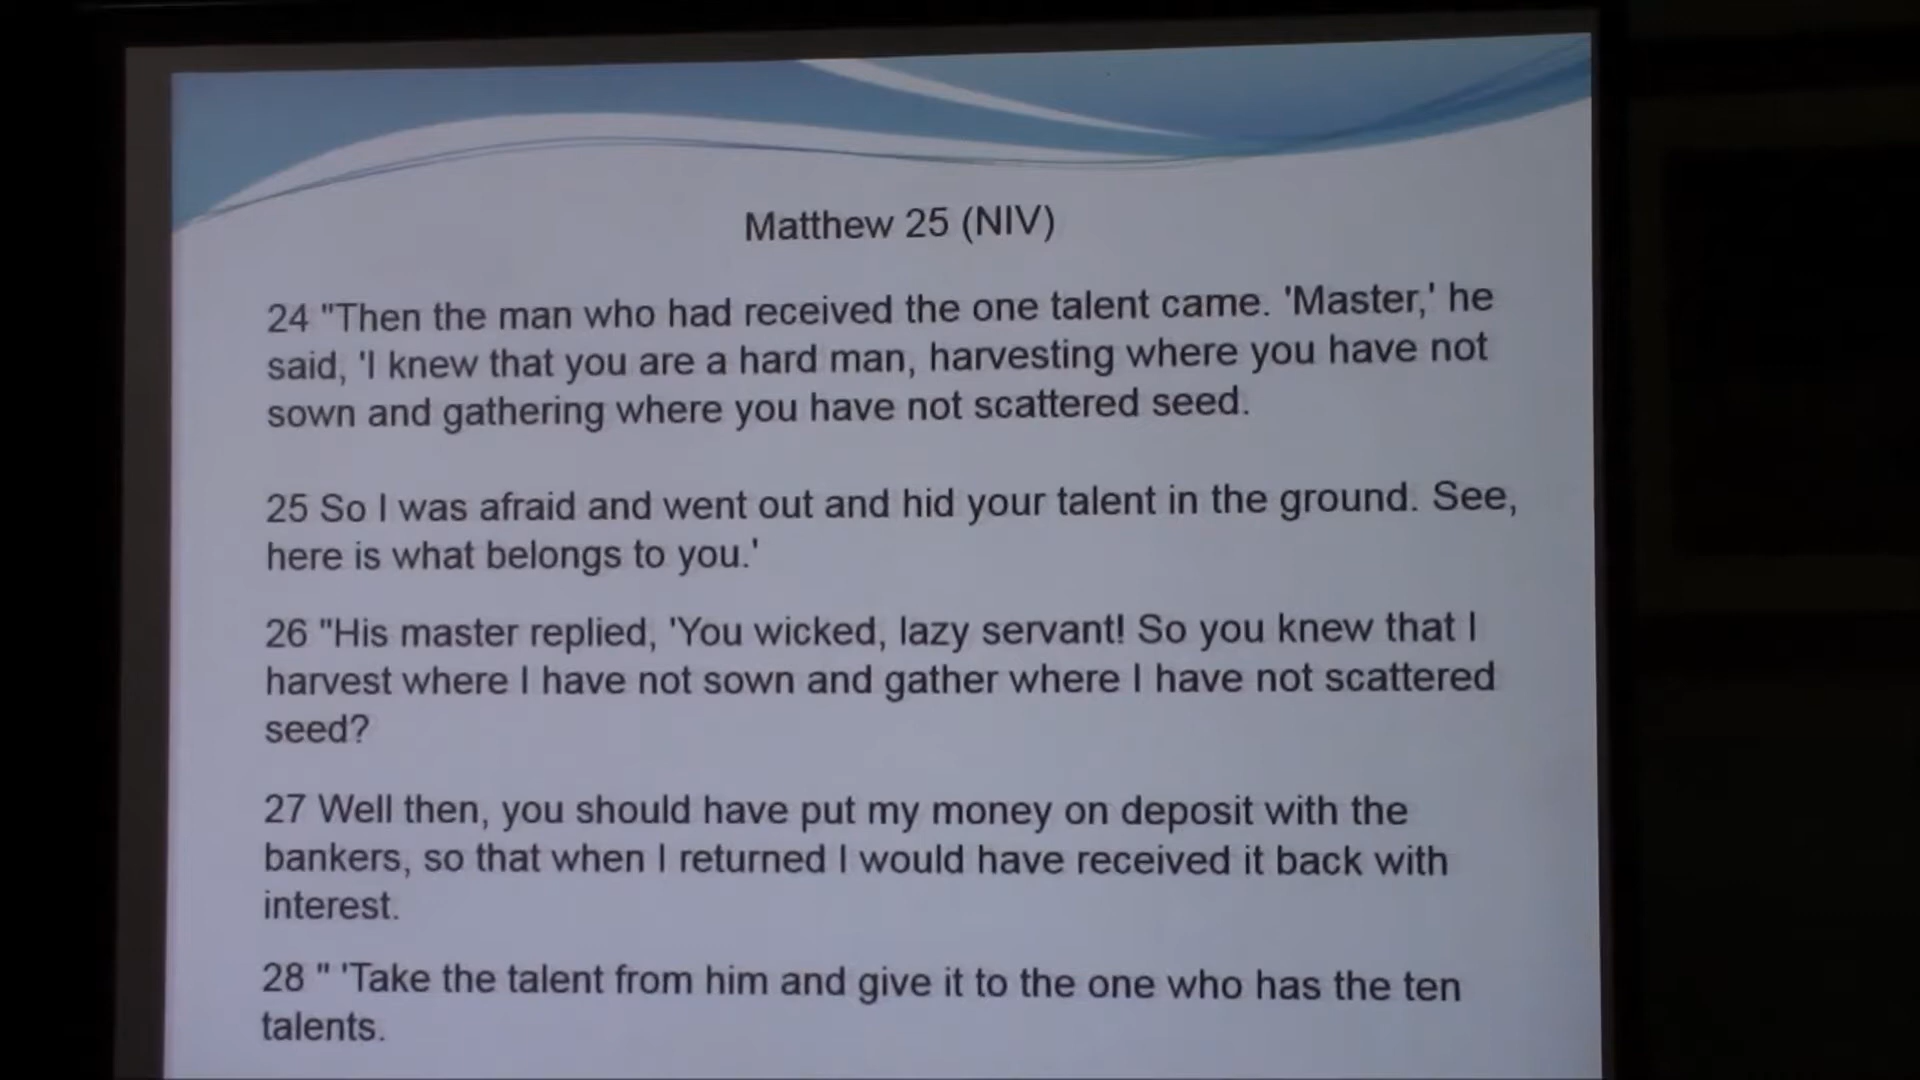 Matthew 25 (NIV)
24 "Then the man who had received the one talent came. 'Master,' he
said, 'I knew that you are a hard man, harvesting where you have not
sown and gathering where you have not scattered seed.
25 So I was afraid and went out and hid your talent in the ground. See,
here is what belongs to you.'
26 "His master replied, 'You wicked, lazy servant! So you knew that I
harvest where I have not sown and gather where I have not scattered
seed?
27 Well then, you should have put my money on deposit with the
bankers, so that when I returned I would have received it back with
interest.
28 " 'Take the talent from him and give it to the one who has the ten
talents.